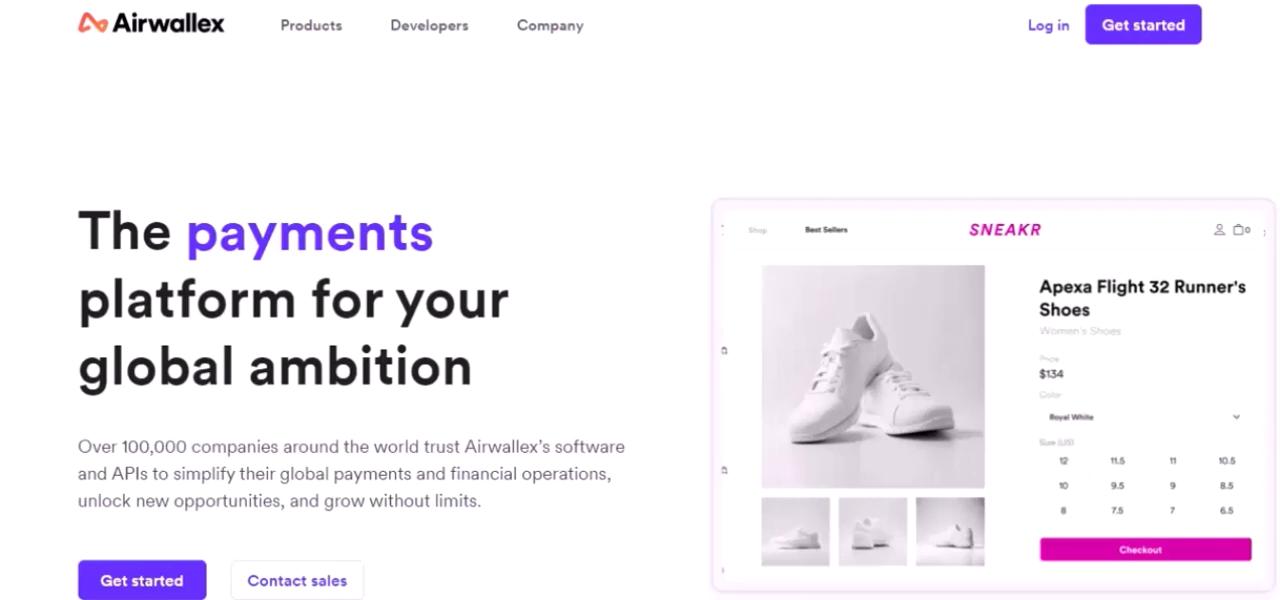 Airwallex
Products
Developers
Company
Log in
Get started
The payments
platform for your
global ambition
Over 100,000 companies around the world trust Airwallex's software
and APIs to simplify their global payments and financial operations,
unlock new opportunities, and grow without limits.
Get started
Contact sales
Shop
Best Sellers
SNEAKR
0
Apexa Flight 32 Runner's
Shoes
Women's Shoes
Price
$134
Color
Royal White
Size (US)
12 11.5 11 10.5
10 9.5 9 8.5
8 7.5 7 6.5
Checkout